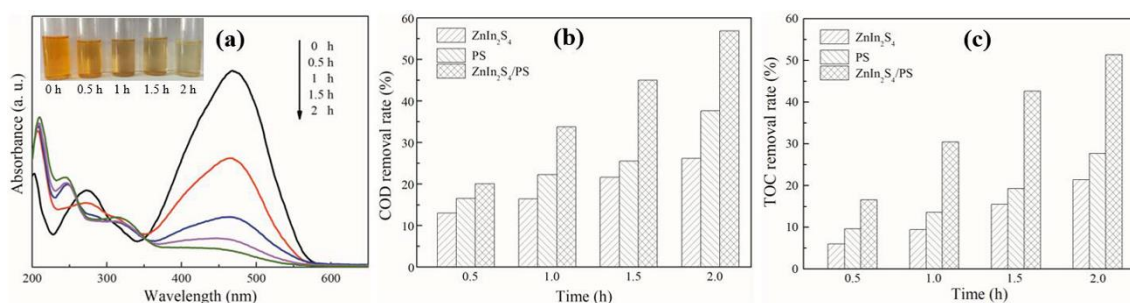 (a)
0 h
0.5 h
1 h
1.5 h
2 h
0 h 0.5 h 1 h 1.5 h 2 h
Absorbance (a. u.)
200 300 400 500 600
Wavelength (nm)
(b)
ZnIn₂S₄
PS
ZnIn₂S₄/PS
COD removal rate (%)
60
50
40
30
20
10
0
0.5 1.0 1.5 2.0
Time (h)
(c)
ZnIn₂S₄
PS
ZnIn₂S₄/PS
TOC removal rate (%)
60
50
40
30
20
10
0
0.5 1.0 1.5 2.0
Time (h)